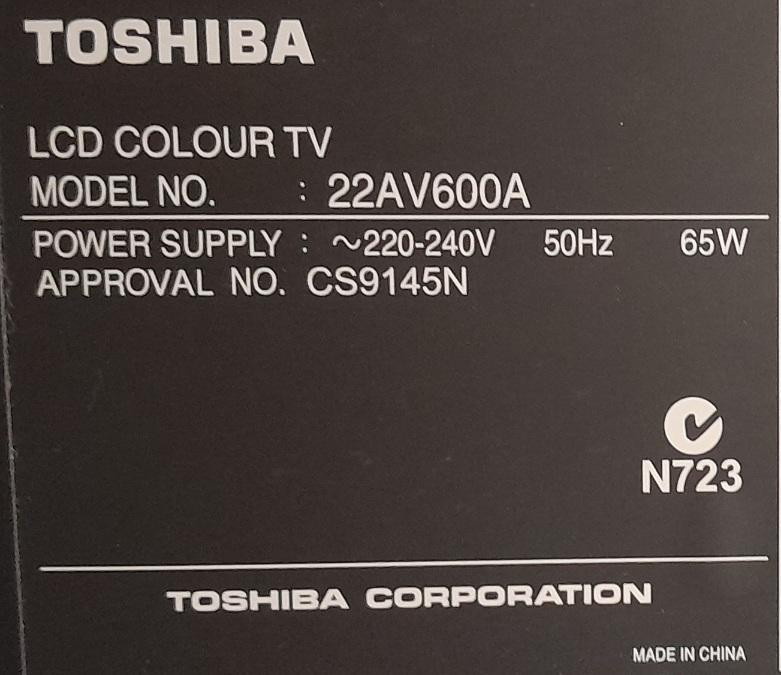 TOSHIBA
LCD COLOUR TV
MODEL NO. : 22AV600A
POWER SUPPLY : ~220-240V 50Hz 65W
APPROVAL NO. CS9145N
N723
TOSHIBA CORPORATION
MADE IN CHINA